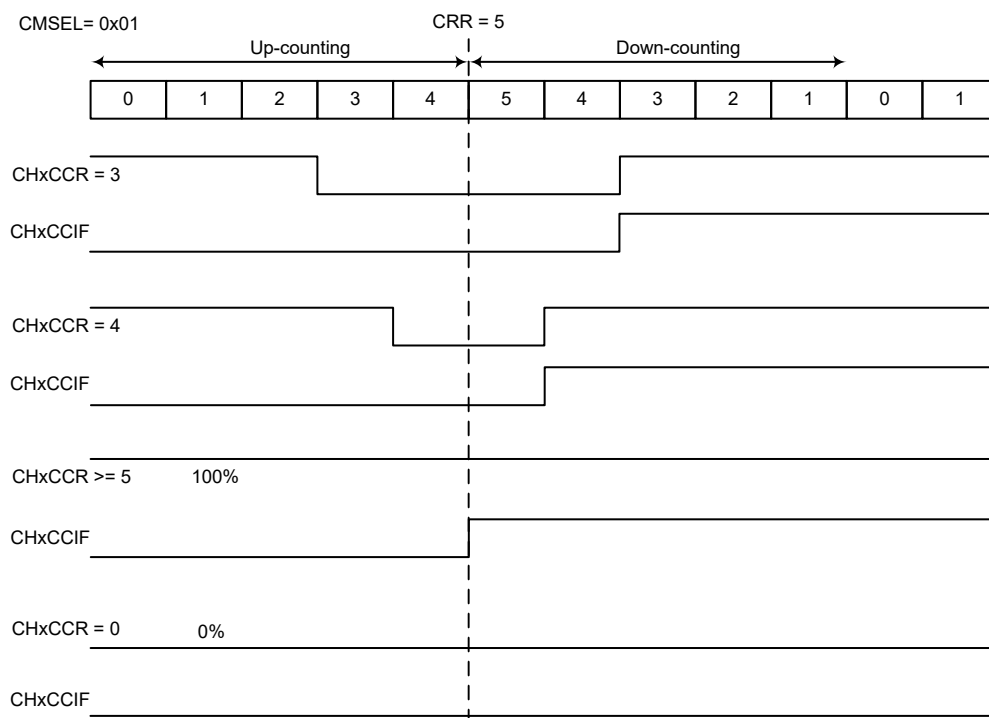 CMSEL= 0x01
CRR = 5
Up-counting
Down-counting
0 1 2 3 4 5 4 3 2 1 0 1
CHxCCR = 3
CHxCCIF
CHxCCR = 4
CHxCCIF
CHxCCR >= 5 100%
CHxCCIF
CHxCCR = 0 0%
CHxCCIF